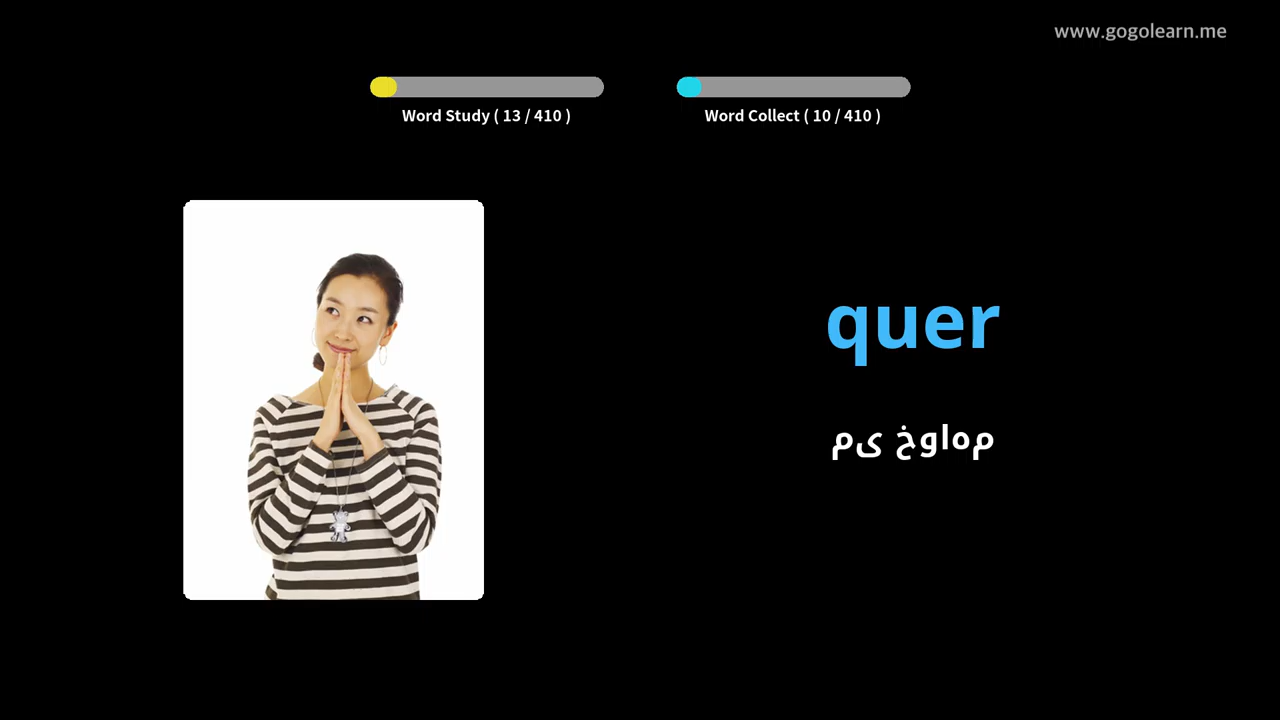 www.gogolearn.me
Word Study ( 13 / 410 )
Word Collect ( 10 / 410 )
quer
می خواهم